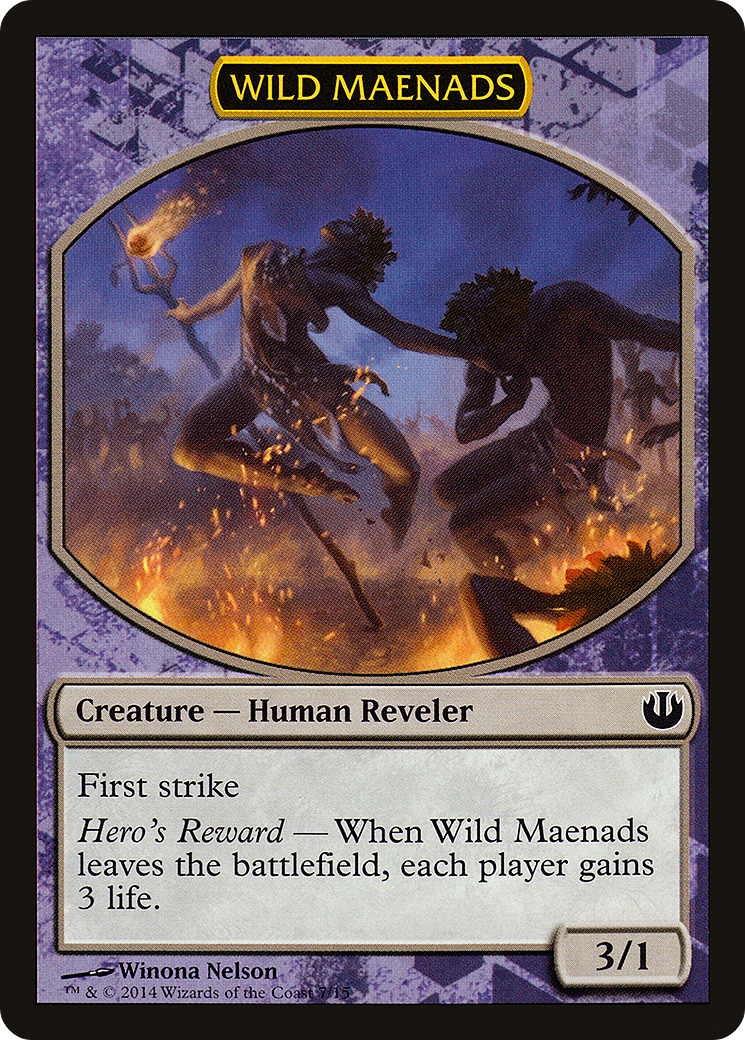 WILD MAENADS
Creature — Human Reveler
First strike
Hero's Reward — When Wild Maenads
leaves the battlefield, each player gains
3 life.
3/1
Winona Nelson
™ & © 2014 Wizards of the Coast 7/15